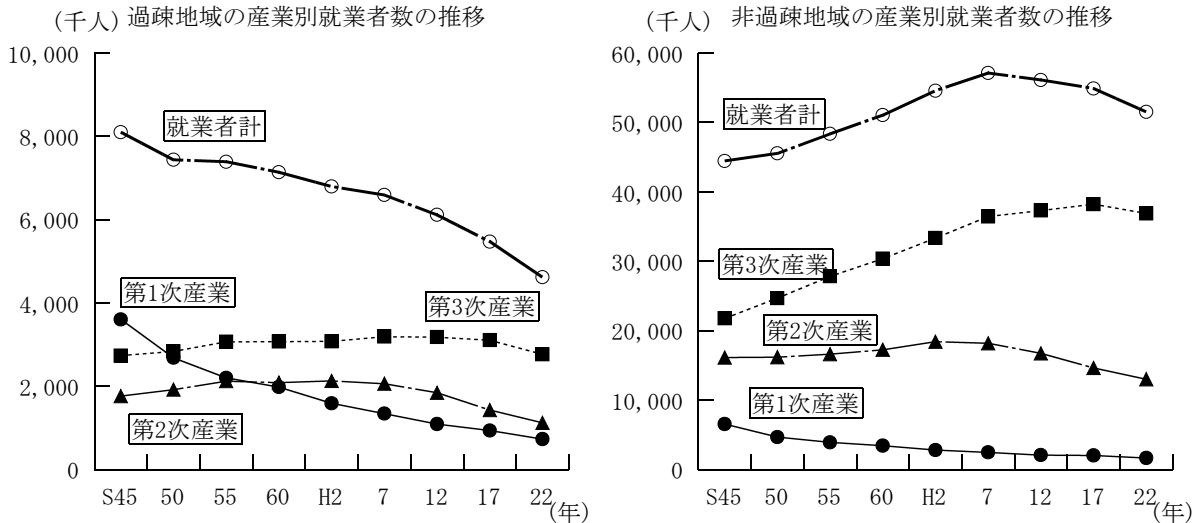 (千人) 過疎地域の産業別就業者数の推移
10,000
8,000
6,000
4,000
2,000
0
就業者計
第1次産業
第3次産業
第2次産業
S45 50 55 60 H2 7 12 17 22 (年)
(千人) 非過疎地域の産業別就業者数の推移
60,000
50,000
40,000
30,000
20,000
10,000
0
就業者計
第3次産業
第2次産業
第1次産業
S45 50 55 60 H2 7 12 17 22 (年)